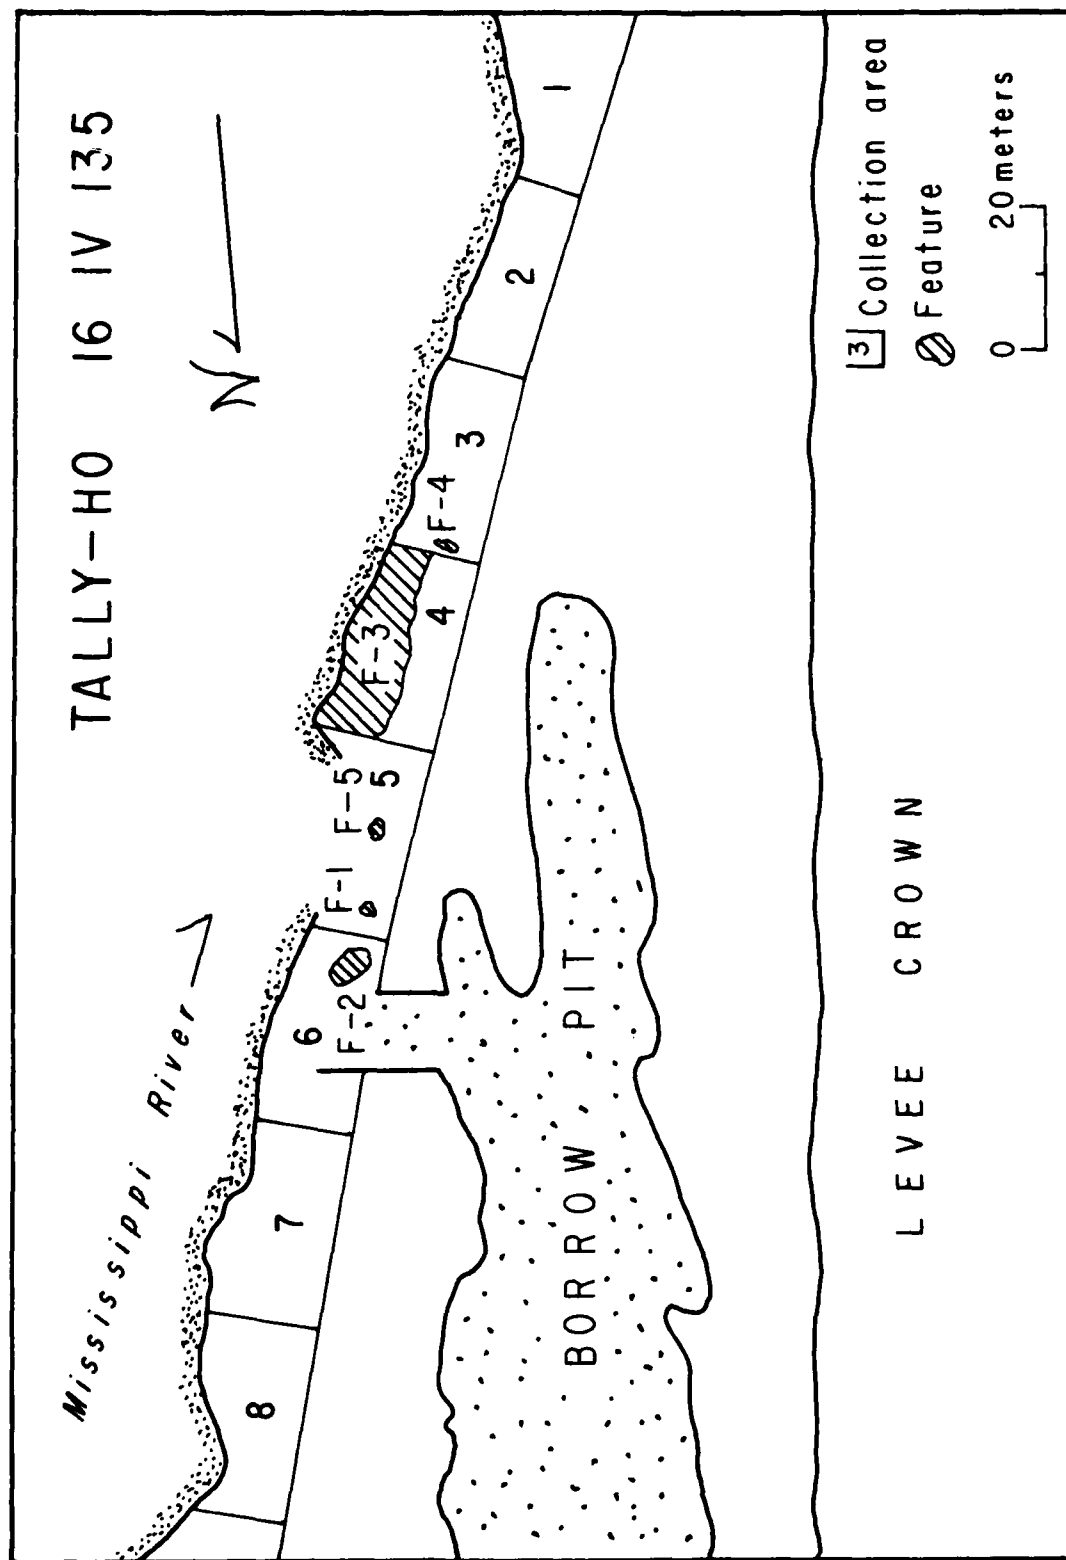 TALLY-HO 16 IV 135
N
Mississippi River
8
7
6
F-2
F-1
F-5
5
F-3
4
F-4
3
2
1
BORROW PIT
LEVEE CROWN
3 Collection area
Feature
0 20 meters